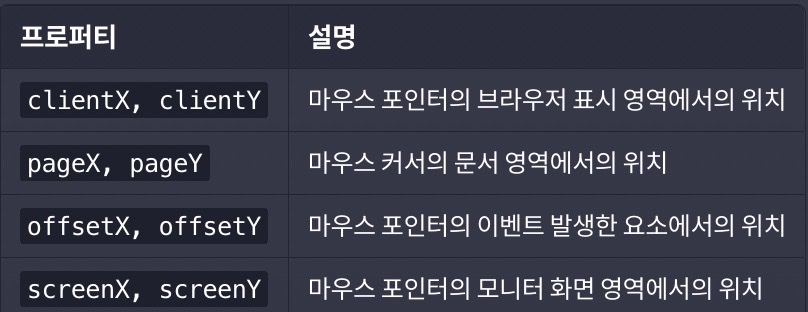 프로퍼티 설명
clientX, clientY 마우스 포인터의 브라우저 표시 영역에서의 위치
pageX, pageY 마우스 커서의 문서 영역에서의 위치
offsetX, offsetY 마우스 포인터의 이벤트 발생한 요소에서의 위치
screenX, screenY 마우스 포인터의 모니터 화면 영역에서의 위치